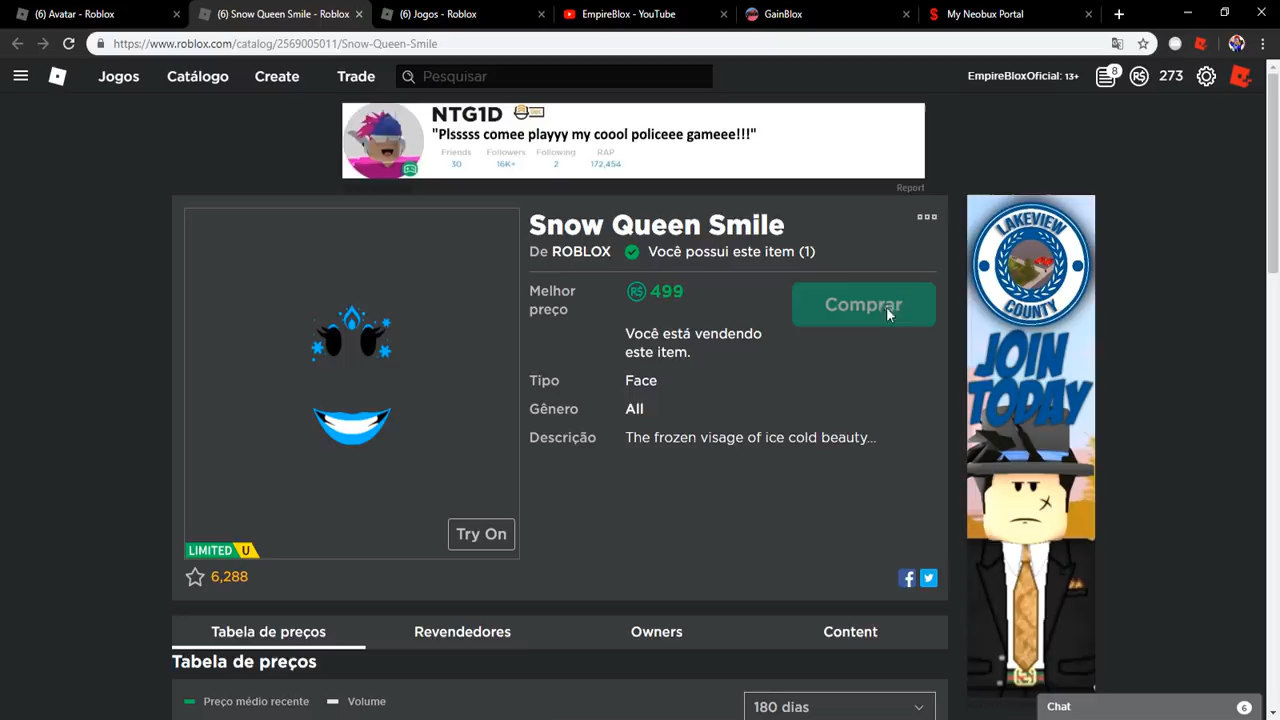 (6) Avatar - Roblox
(6) Snow Queen Smile - Roblox
(6) Jogos - Roblox
EmpireBlox - YouTube
GainBlox
My Neobux Portal
https://www.roblox.com/catalog/2569005011/Snow-Queen-Smile
Jogos
Catálogo
Create
Trade
Pesquisar
EmpireBloxOficial: 13+
8
273
NTG1D
"Plsssss comee playyy my coool policeee gameee!!!"
Friends Followers Following RAP
30 16K+ 2 172,454
Report
Snow Queen Smile
De ROBLOX Você possui este item (1)
Melhor preço
R$ 499
Comprar
Você está vendendo
este item.
Tipo Face
Gênero All
Descrição The frozen visage of ice cold beauty...
Try On
LIMITED U
6,288
LAKEVIEW
COUNTY
JOIN
TODAY
Tabela de preços
Revendedores
Owners
Content
Tabela de preços
Preço médio recente
Volume
180 dias
Chat 6